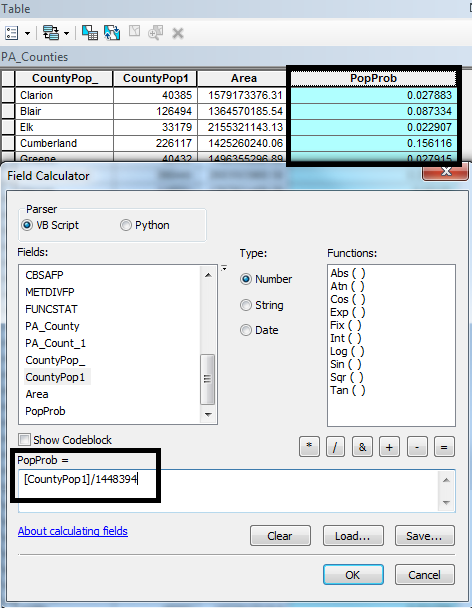 Table
PA_Counties
CountyPop_ CountyPop1 Area PopProb
Clarion 40385 1579173376.31 0.027883
Blair 126494 1364570185.54 0.087334
Elk 33179 2155321143.13 0.022907
Cumberland 226117 1425260240.06 0.156116
Greene 40432 1496355296.89 0.027915
Field Calculator
Parser
VB Script Python
Fields: Type: Functions:
CBSAFP
METDIVFP
FUNCSTAT
PA_County
PA_Count_1
CountyPop_
CountyPop1
Area
PopProb
Number
String
Date
Abs ( )
Atn ( )
Cos ( )
Exp ( )
Fix ( )
Int ( )
Log ( )
Sin ( )
Sqr ( )
Tan ( )
Show Codeblock
* / & + - =
PopProb =
[CountyPop1]/1448394
About calculating fields Clear Load... Save...
OK Cancel